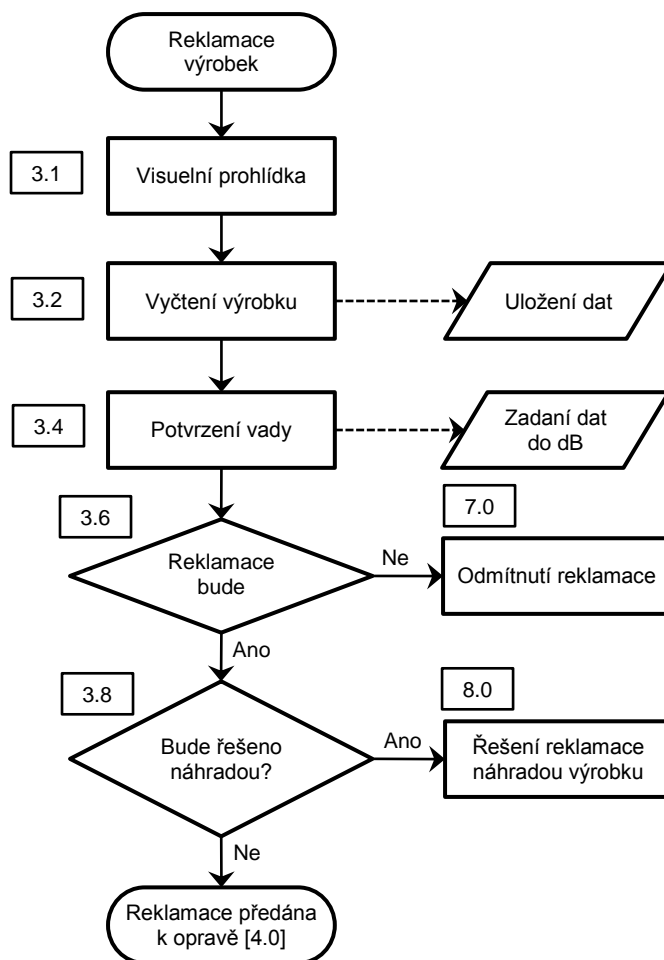 Reklamace
výrobek
3.1
Visuelní prohlídka
3.2
Vyčtení výrobku
Uložení dat
3.4
Potvrzení vady
Zadaní dat
do dB
3.6
7.0
Reklamace
bude
Ne
Odmítnutí reklamace
Ano
3.8
8.0
Bude řešeno
náhradou?
Ano
Řešení reklamace
náhradou výrobku
Ne
Reklamace předána
k opravě [4.0]